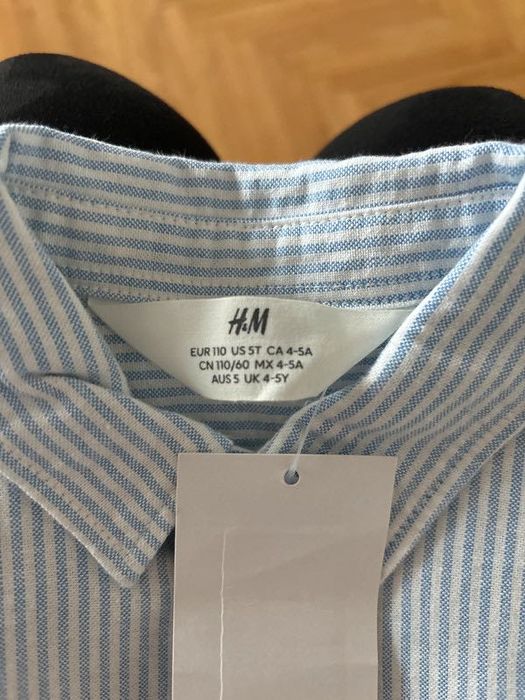 H&M
EUR 110 US 5T CA 4-5A
CN 110/60 MX 4-5A
AUS 5 UK 4-5Y